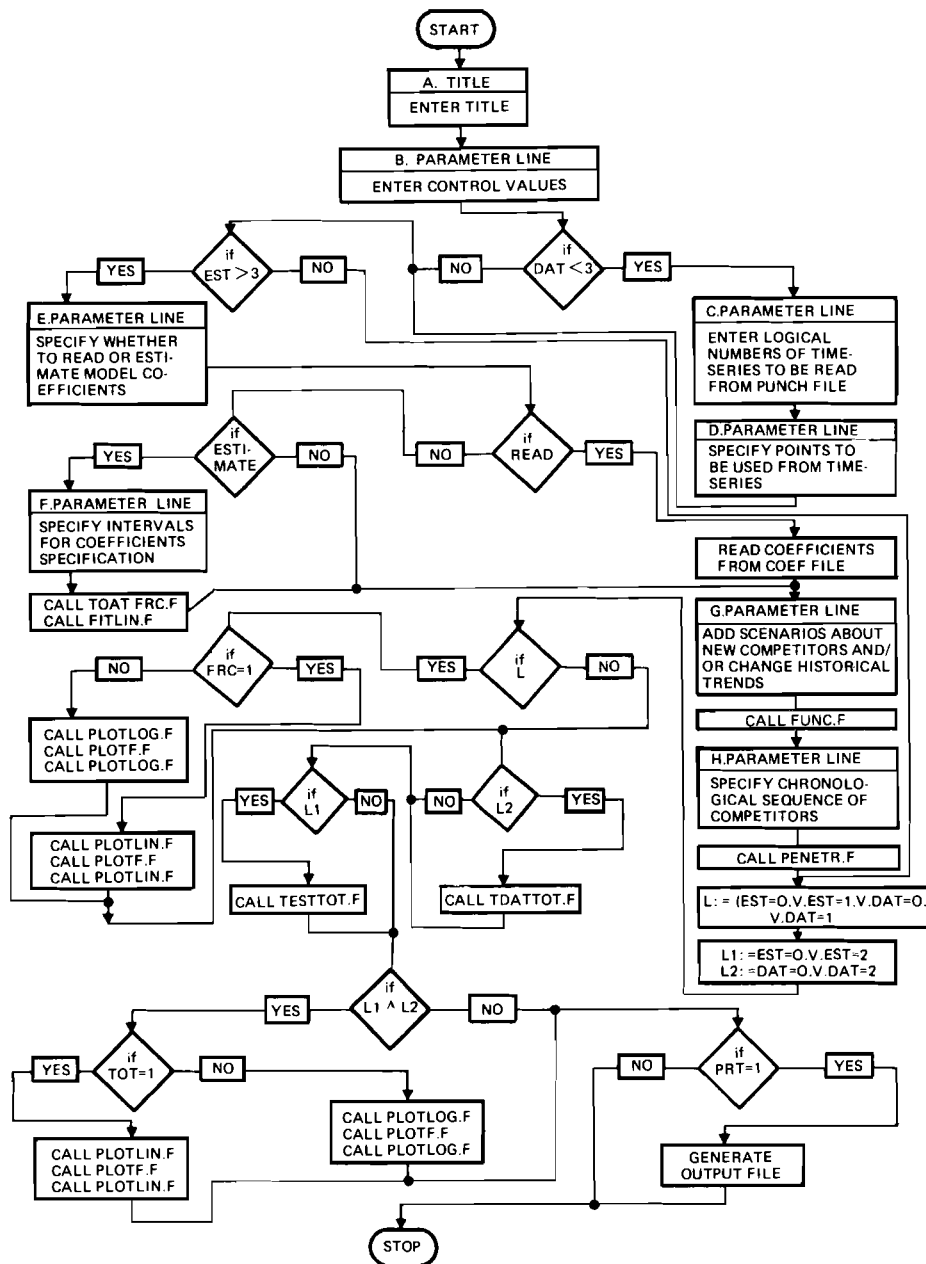 START
A. TITLE
ENTER TITLE
B. PARAMETER LINE
ENTER CONTROL VALUES
if
EST >3
YES
NO
if
DAT <3
NO
YES
E.PARAMETER LINE
SPECIFY WHETHER
TO READ OR ESTI-
MATE MODEL CO-
EFFICIENTS
C.PARAMETER LINE
ENTER LOGICAL
NUMBERS OF TIME-
SERIES TO BE READ
FROM PUNCH FILE
D.PARAMETER LINE
SPECIFY POINTS TO
BE USED FROM TIME-
SERIES
YES
if
ESTI-
MATE
NO
NO
if
READ
YES
F.PARAMETER LINE
SPECIFY INTERVALS
FOR COEFFICIENTS
SPECIFICATION
READ COEFFICIENTS
FROM COEF FILE
CALL TOAT FRC.F
CALL FITLIN.F
G.PARAMETER LINE
ADD SCENARIOS ABOUT
NEW COMPETITORS AND/
OR CHANGE HISTORICAL
TRENDS
NO
if
FRC=1
YES
YES
if
L
NO
CALL FUNC.F
CALL PLOTLOG.F
CALL PLOTF.F
CALL PLOTLOG.F
H.PARAMETER LINE
SPECIFY CHRONOLO-
GICAL SEQUENCE OF
COMPETITORS
YES
if
L1
NO
NO
if
L2
YES
CALL PLOTLIN.F
CALL PLOTF.F
CALL PLOTLIN.F
CALL PENETR.F
CALL TESTTOT.F
CALL TDATTOT.F
L: = (EST=O.V.EST=1.V.DAT=0.
V.DAT=1
L1: =EST=O.V.EST=2
L2: =DAT=O.V.DAT=2
YES
if
L1 ^ L2
NO
YES
if
TOT=1
NO
NO
if
PRT=1
YES
CALL PLOTLOG.F
CALL PLOTF.F
CALL PLOTLOG.F
CALL PLOTLIN.F
CALL PLOTF.F
CALL PLOTLIN.F
GENERATE
OUTPUT FILE
STOP